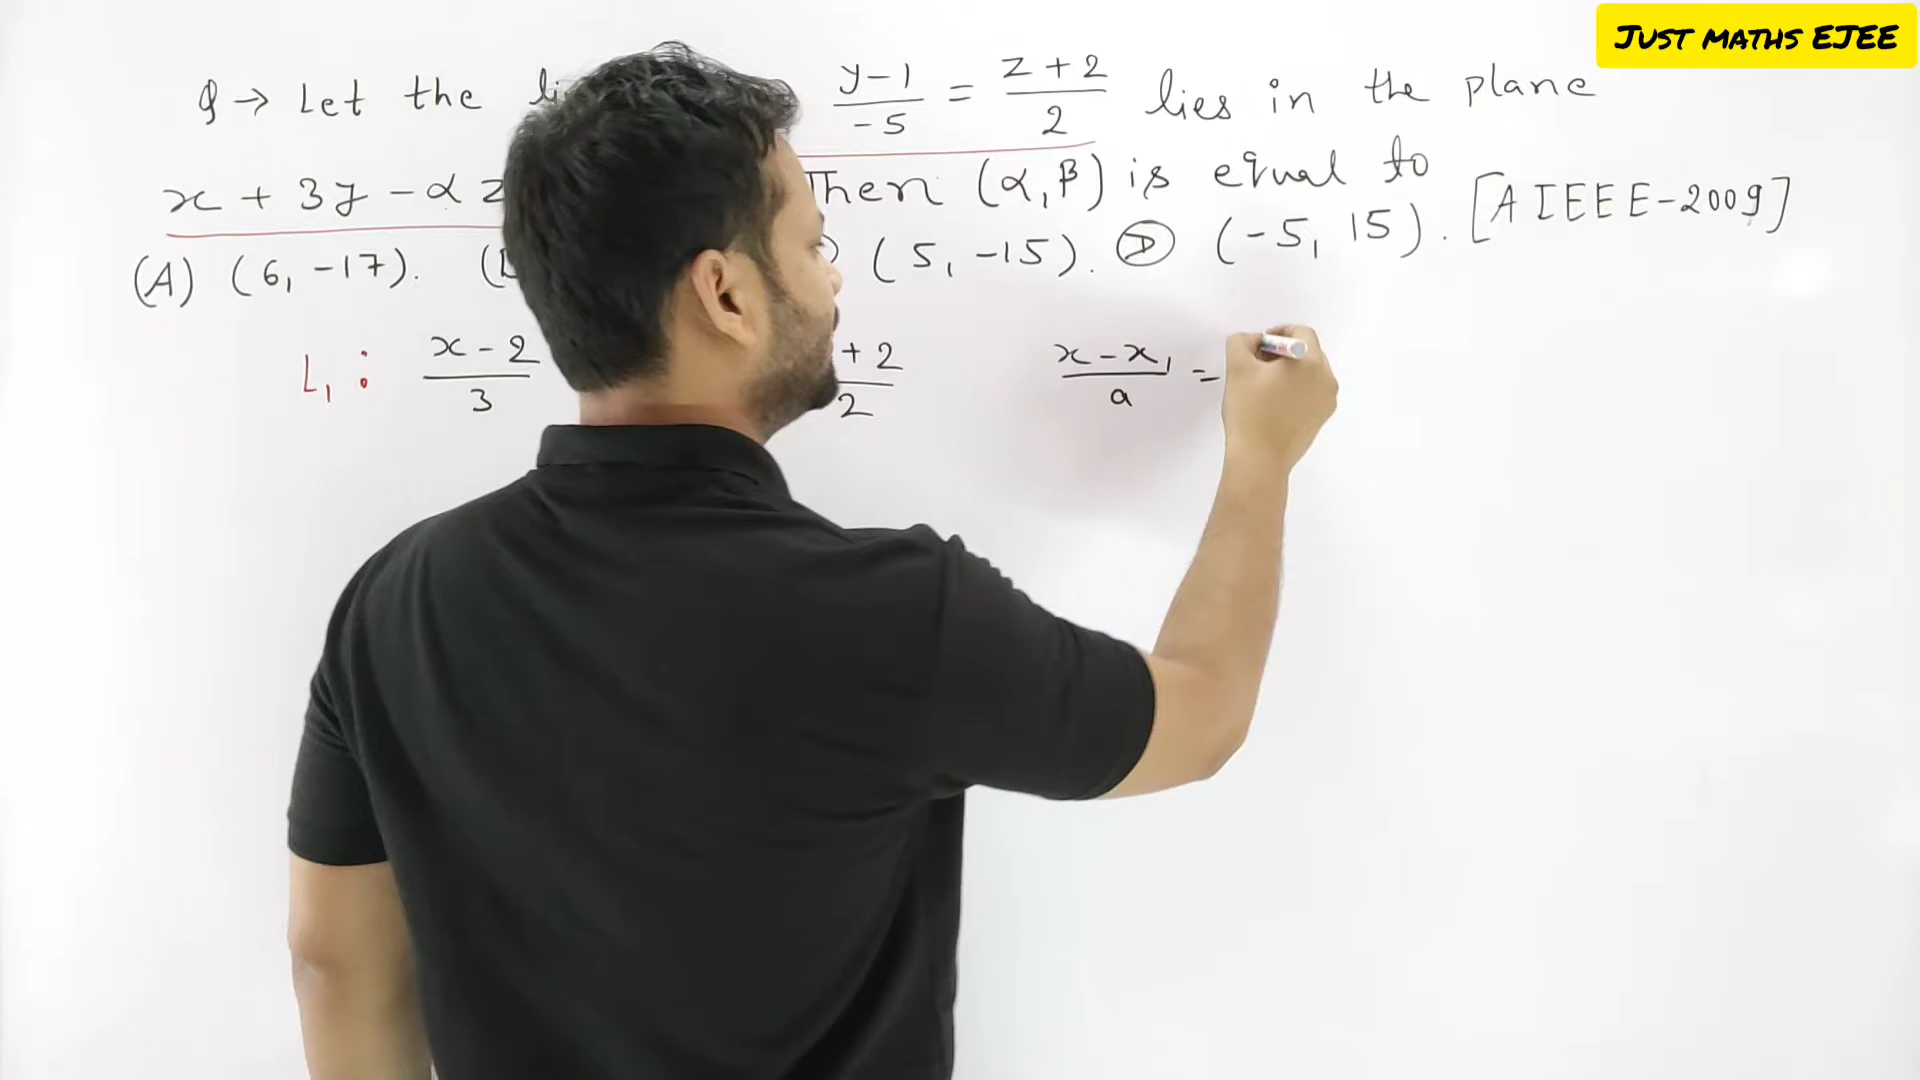 JUST MATHS EJEE
Q → Let the y-1/-5 = z+2/2 lies in the plane
x + 3y - αz Then (α, β) is equal to
(A) (6, -17). (5, -15). Ⓓ (-5, 15). [AIEEE-2009]
L₁ : x-2/3 +2/2 x-x₁/a =